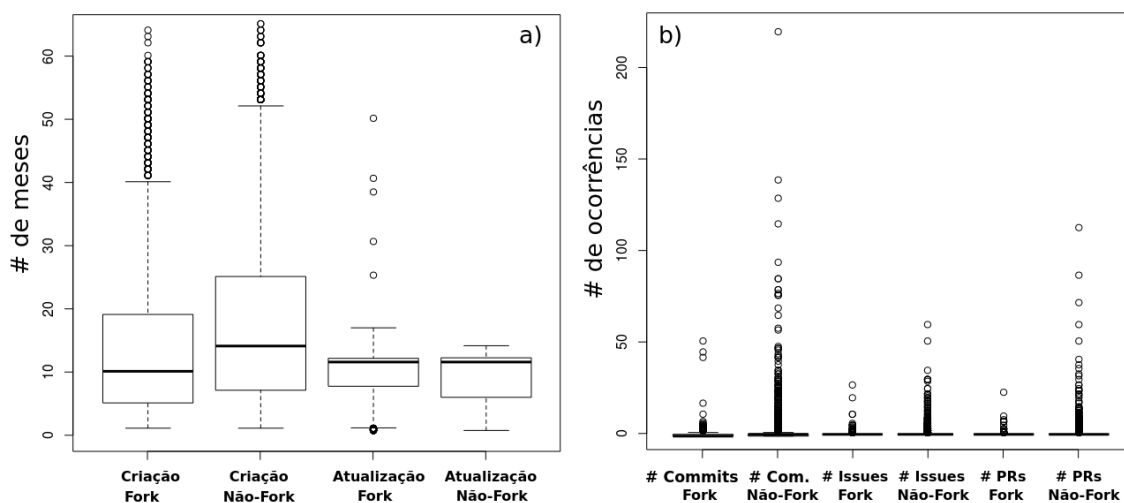 a)
# de meses
60
50
40
30
20
10
0
Criação
Fork
Criação
Não-Fork
Atualização
Fork
Atualização
Não-Fork
b)
# de ocorrências
200
150
100
50
0
# Commits
Fork
# Com.
Não-Fork
# Issues
Fork
# Issues
Não-Fork
# PRs
Fork
# PRs
Não-Fork